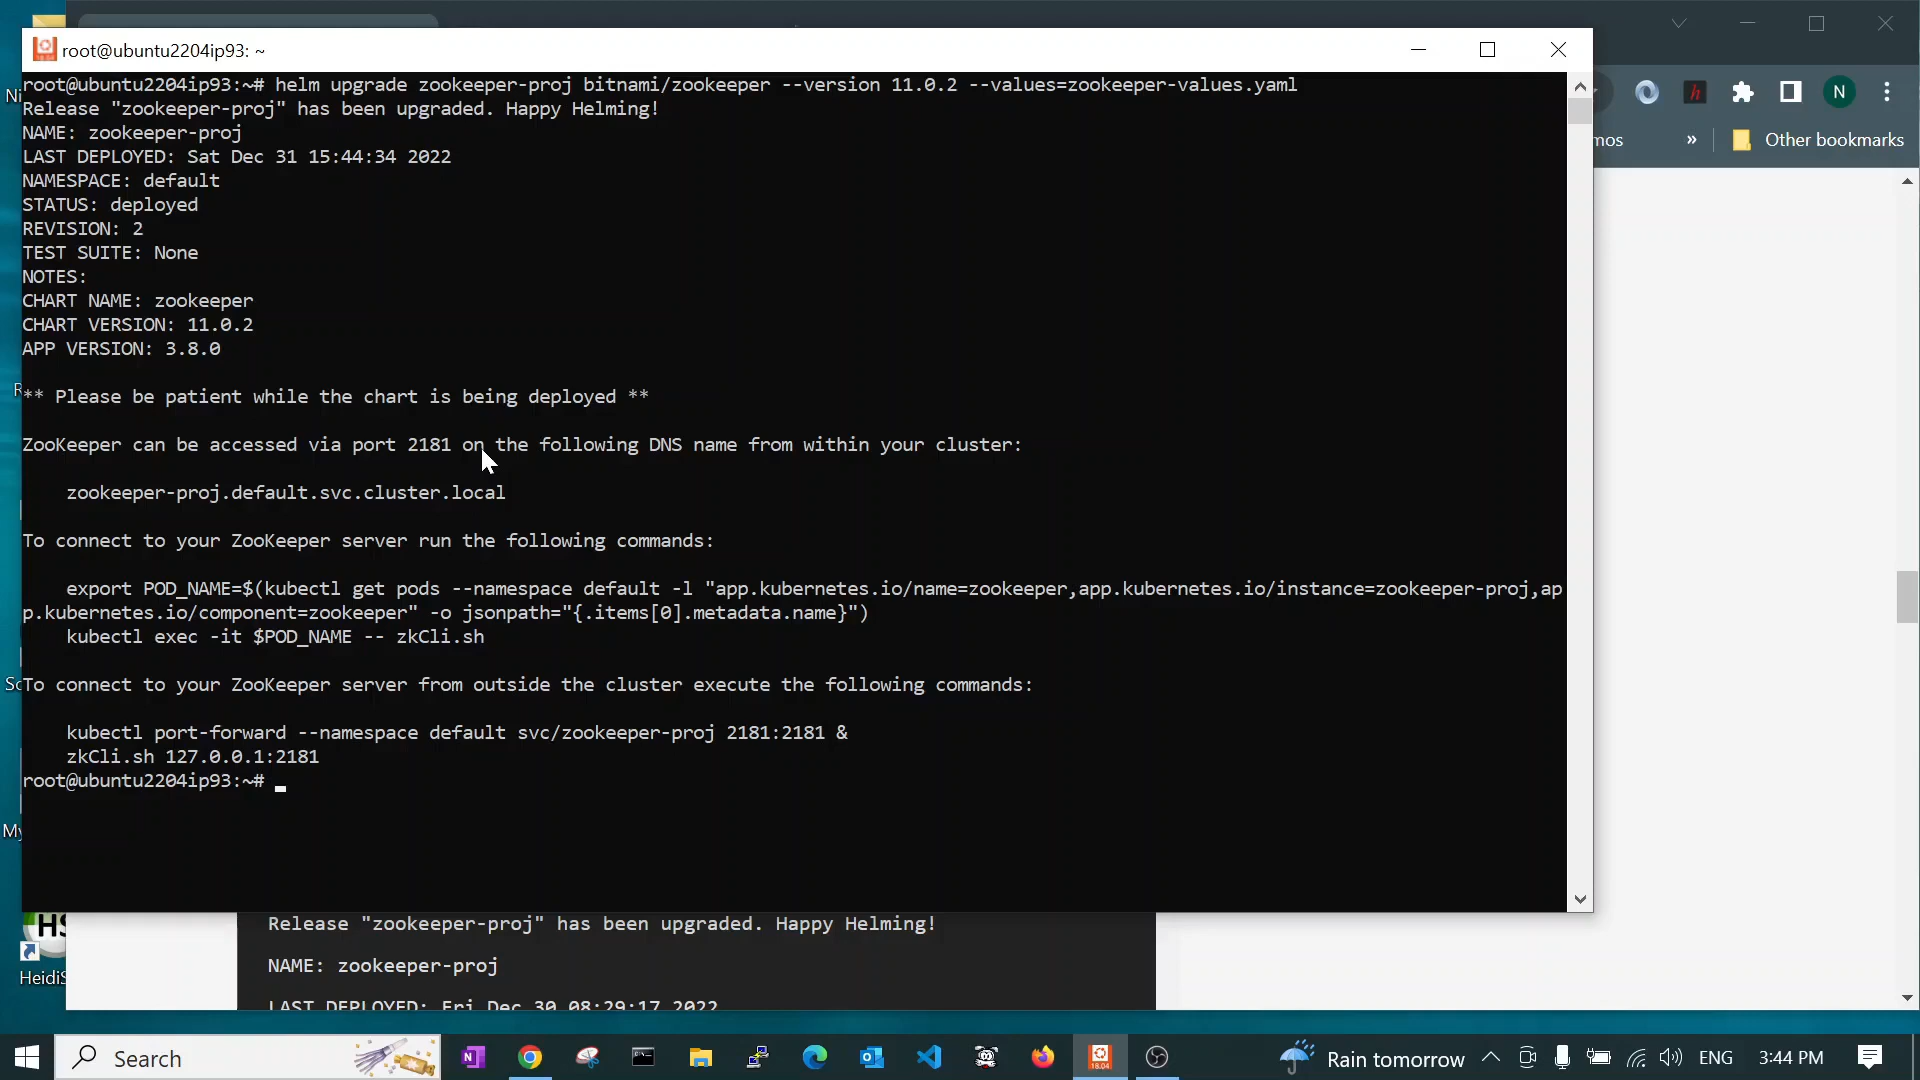 root@ubuntu2204ip93: ~
root@ubuntu2204ip93:~# helm upgrade zookeeper-proj bitnami/zookeeper --version 11.0.2 --values=zookeeper-values.yaml
Release "zookeeper-proj" has been upgraded. Happy Helming!
NAME: zookeeper-proj
LAST DEPLOYED: Sat Dec 31 15:44:34 2022
NAMESPACE: default
STATUS: deployed
REVISION: 2
TEST SUITE: None
NOTES:
CHART NAME: zookeeper
CHART VERSION: 11.0.2
APP VERSION: 3.8.0
** Please be patient while the chart is being deployed **
ZooKeeper can be accessed via port 2181 on the following DNS name from within your cluster:
zookeeper-proj.default.svc.cluster.local
To connect to your ZooKeeper server run the following commands:
export POD_NAME=$(kubectl get pods --namespace default -l "app.kubernetes.io/name=zookeeper,app.kubernetes.io/instance=zookeeper-proj,ap
p.kubernetes.io/component=zookeeper" -o jsonpath="{.items[0].metadata.name}")
kubectl exec -it $POD_NAME -- zkCli.sh
To connect to your ZooKeeper server from outside the cluster execute the following commands:
kubectl port-forward --namespace default svc/zookeeper-proj 2181:2181 &
zkCli.sh 127.0.0.1:2181
root@ubuntu2204ip93:~#
N
mos
»
Other bookmarks
Ni
My
HS
HeidiS
Release "zookeeper-proj" has been upgraded. Happy Helming!
NAME: zookeeper-proj
LAST DEPLOYED: Fri Dec 30 08:29:17 2022
Search
18.04
Rain tomorrow
ENG
3:44 PM